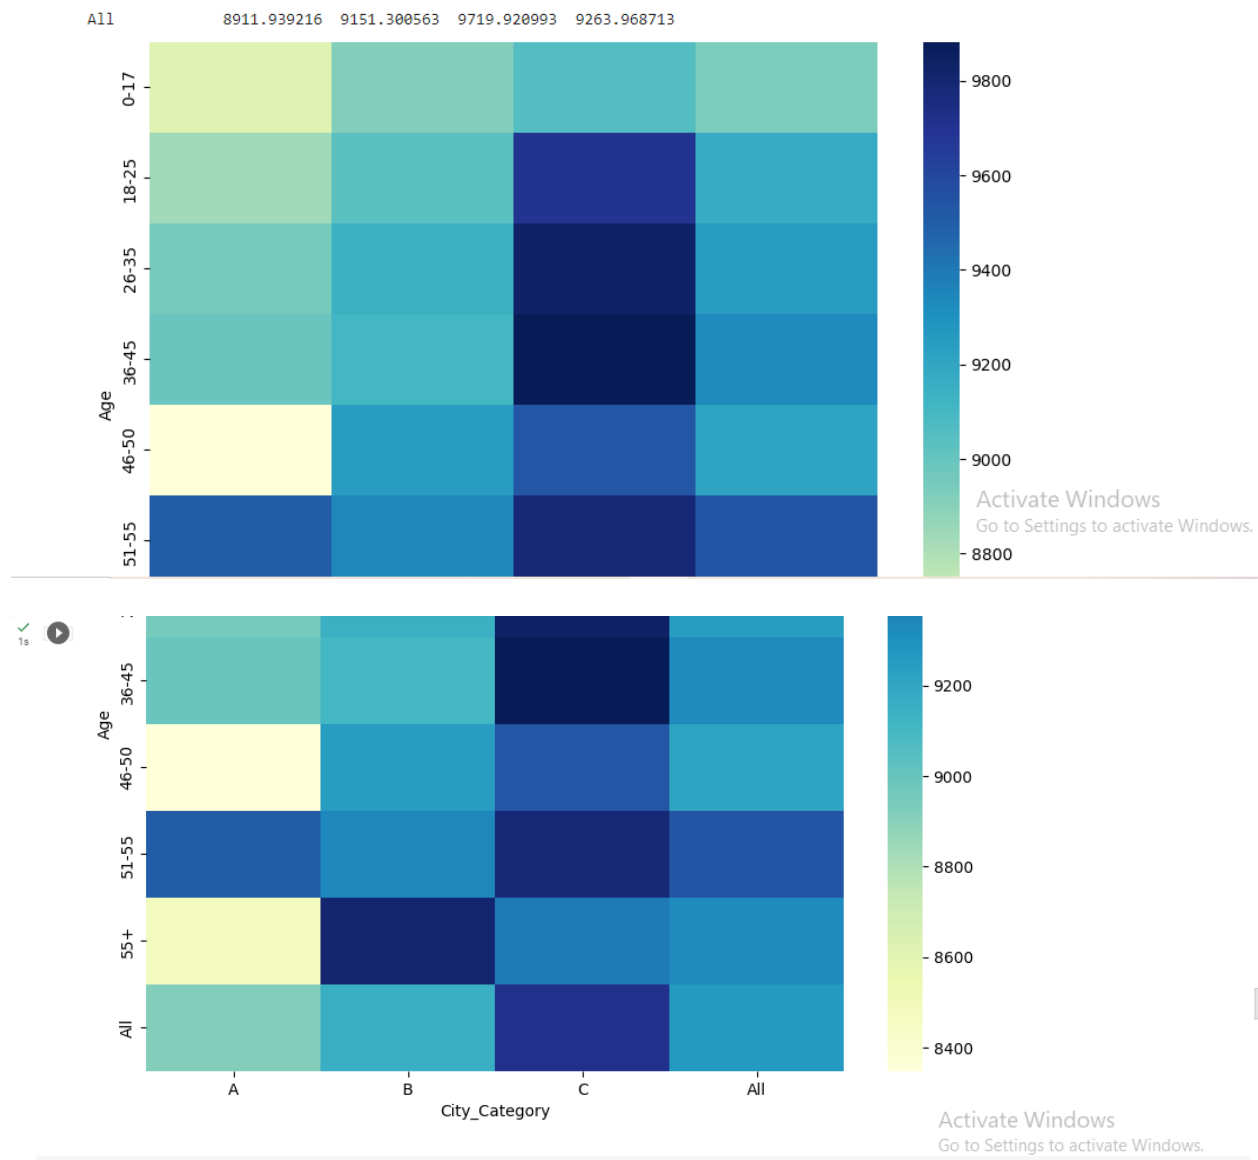 All 8911.939216 9151.300563 9719.920993 9263.968713
0-17
18-25
26-35
36-45
46-50
51-55
Age
9800
9600
9400
9200
9000
8800
Activate Windows
Go to Settings to activate Windows.
1s
36-45
46-50
51-55
55+
All
Age
A B C All
City_Category
9200
9000
8800
8600
8400
Activate Windows
Go to Settings to activate Windows.